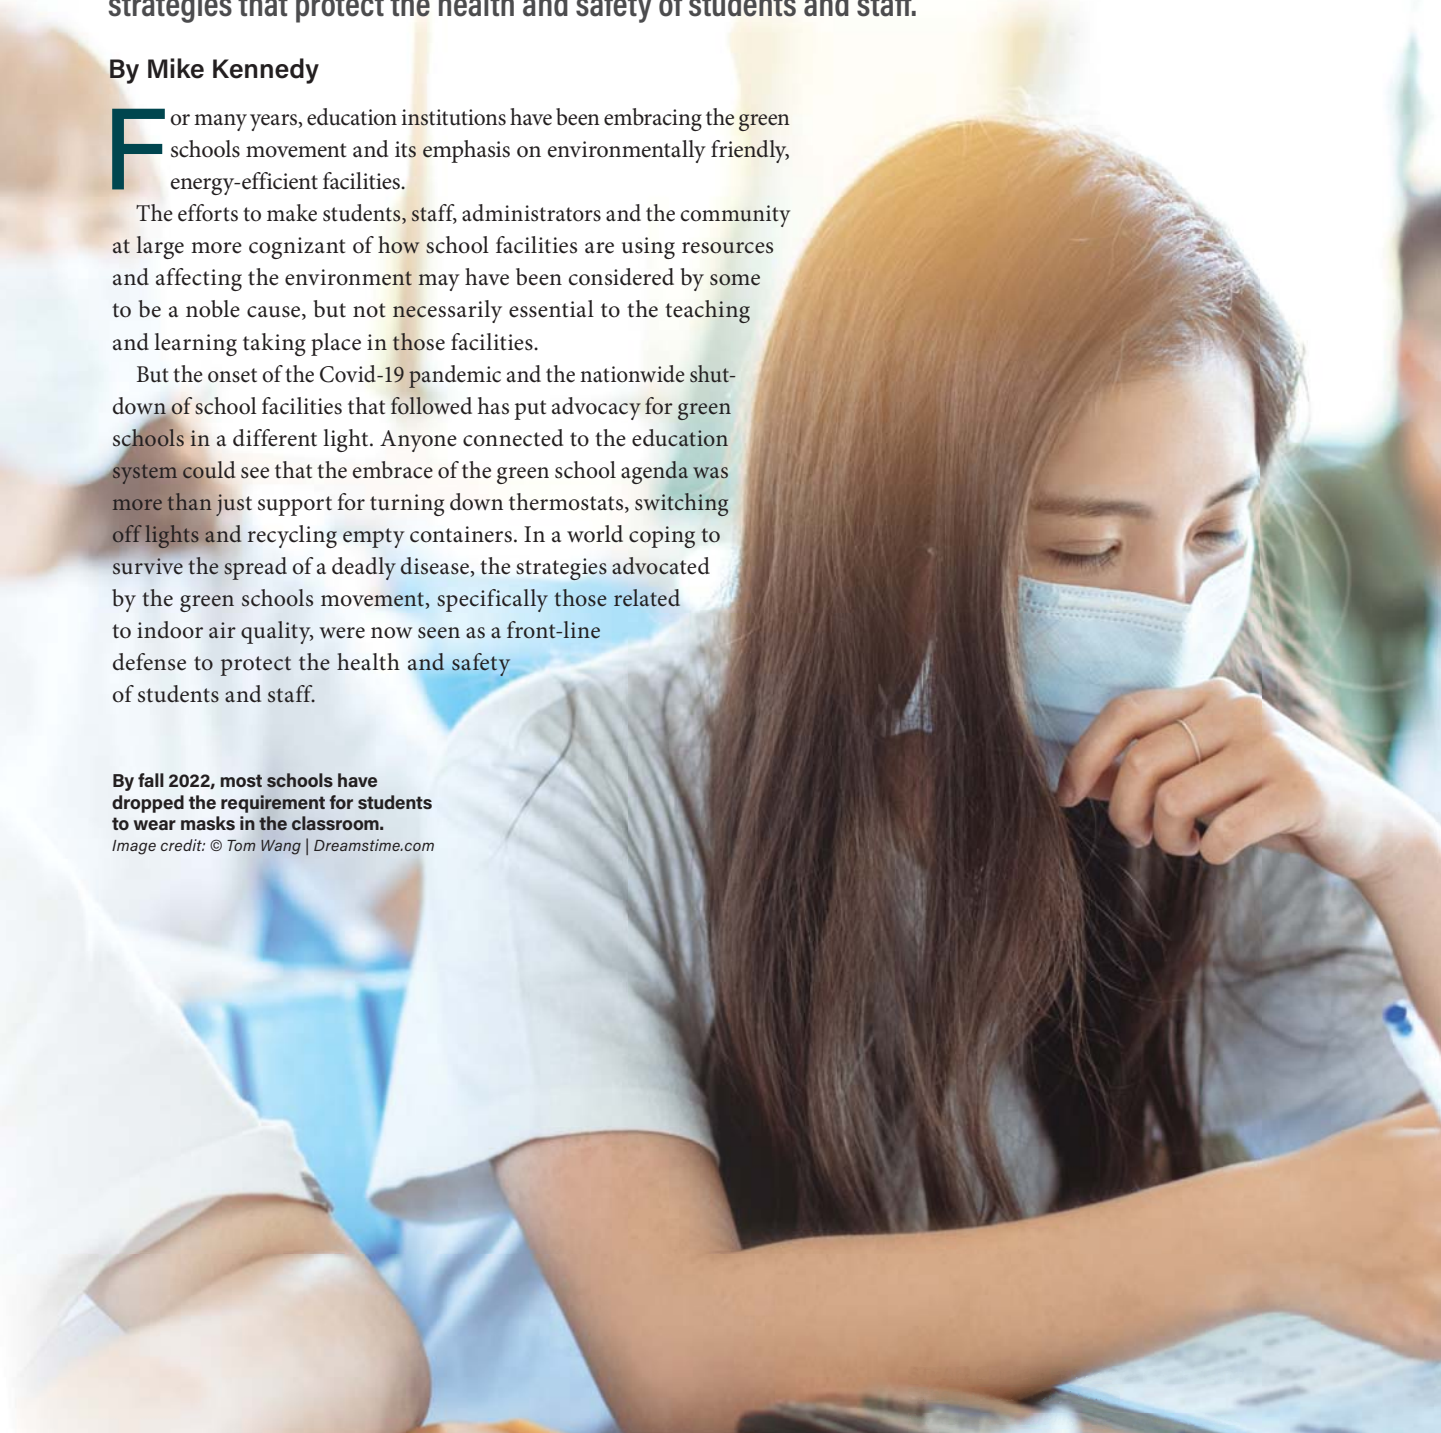 strategies that protect the health and safety of students and staff.
By Mike Kennedy
For many years, education institutions have been embracing the green
schools movement and its emphasis on environmentally friendly,
energy-efficient facilities.
The efforts to make students, staff, administrators and the community
at large more cognizant of how school facilities are using resources
and affecting the environment may have been considered by some
to be a noble cause, but not necessarily essential to the teaching
and learning taking place in those facilities.
But the onset of the Covid-19 pandemic and the nationwide shut-
down of school facilities that followed has put advocacy for green
schools in a different light. Anyone connected to the education
system could see that the embrace of the green school agenda was
more than just support for turning down thermostats, switching
off lights and recycling empty containers. In a world coping to
survive the spread of a deadly disease, the strategies advocated
by the green schools movement, specifically those related
to indoor air quality, were now seen as a front-line
defense to protect the health and safety
of students and staff.
By fall 2022, most schools have
dropped the requirement for students
to wear masks in the classroom.
Image credit: © Tom Wang | Dreamstime.com